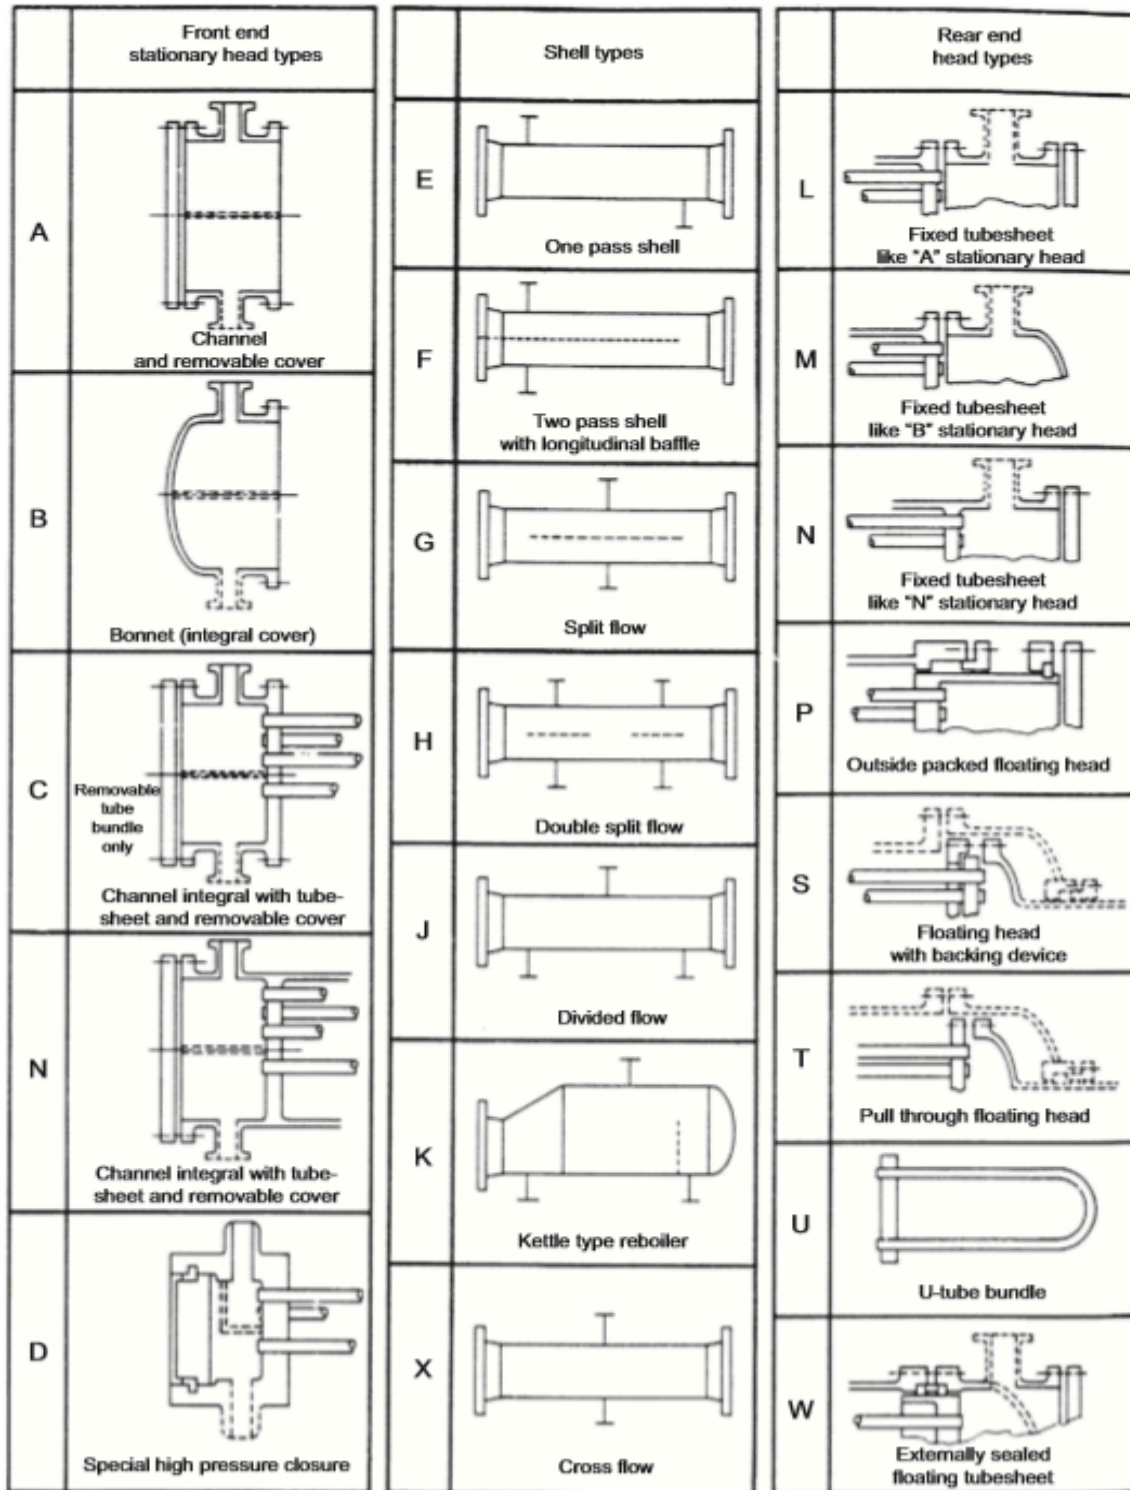 Front end
stationary head types
A
Channel
and removable cover
B
Bonnet (integral cover)
C
Removable
tube
bundle
only
Channel integral with tube-
sheet and removable cover
N
Channel integral with tube-
sheet and removable cover
D
Special high pressure closure
Shell types
E
One pass shell
F
Two pass shell
with longitudinal baffle
G
Split flow
H
Double split flow
J
Divided flow
K
Kettle type reboiler
X
Cross flow
Rear end
head types
L
Fixed tubesheet
like "A" stationary head
M
Fixed tubesheet
like "B" stationary head
N
Fixed tubesheet
like "N" stationary head
P
Outside packed floating head
S
Floating head
with backing device
T
Pull through floating head
U
U-tube bundle
W
Externally sealed
floating tubesheet